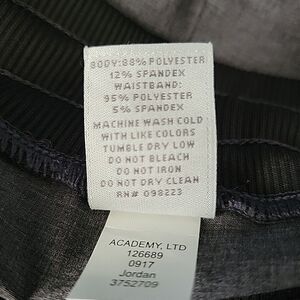 BODY:88% POLYESTER
12% SPANDEX
WAISTBAND:
95% POLYESTER
5% SPANDEX
MACHINE WASH COLD
WITH LIKE COLORS
TUMBLE DRY LOW
DO NOT BLEACH
DO NOT IRON
DO NOT DRY CLEAN
RN# 098223
ACADEMY, LTD
126689
0917
Jordan
3752709